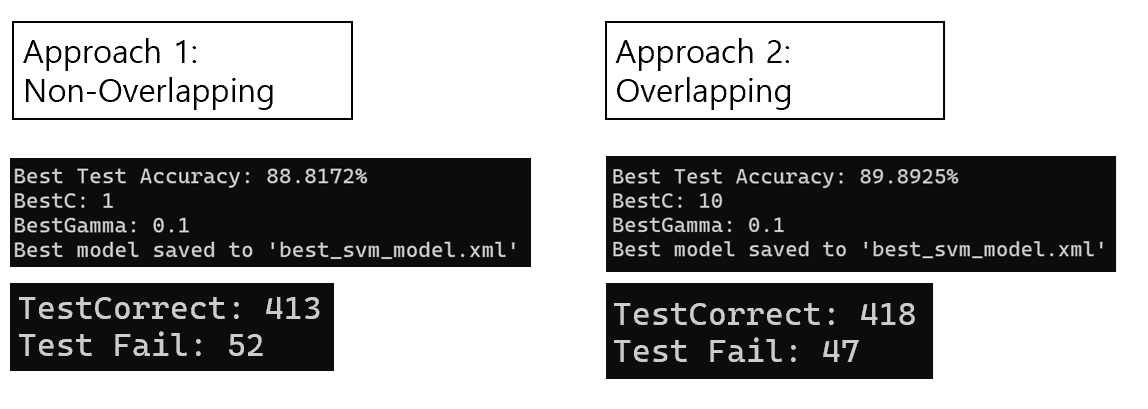 Approach 1:
Non-Overlapping
Best Test Accuracy: 88.8172%
BestC: 1
BestGamma: 0.1
Best model saved to 'best_svm_model.xml'
TestCorrect: 413
Test Fail: 52
Approach 2:
Overlapping
Best Test Accuracy: 89.8925%
BestC: 10
BestGamma: 0.1
Best model saved to 'best_svm_model.xml'
TestCorrect: 418
Test Fail: 47